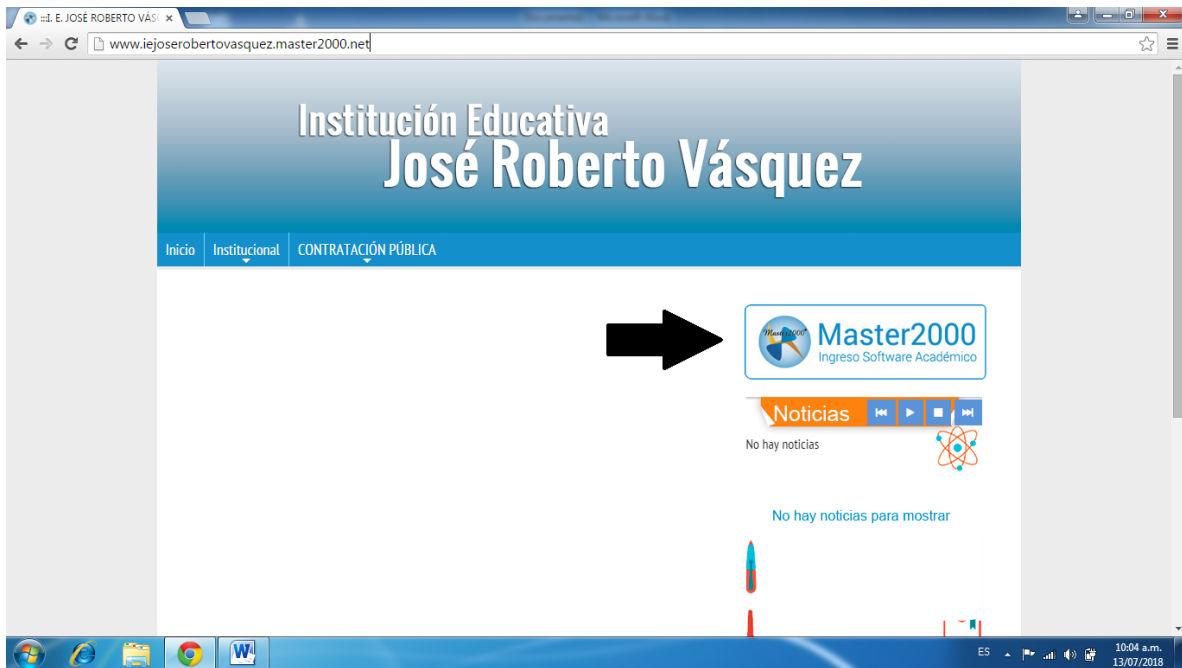 :::I. E. JOSÉ ROBERTO VÁS
www.iejoserobertovasquez.master2000.net
Institución Educativa
José Roberto Vásquez
Inicio Institucional CONTRATACIÓN PÚBLICA
Master2000
Master2000
Ingreso Software Académico
Noticias
No hay noticias
No hay noticias para mostrar
ES
10:04 a.m.
13/07/2018